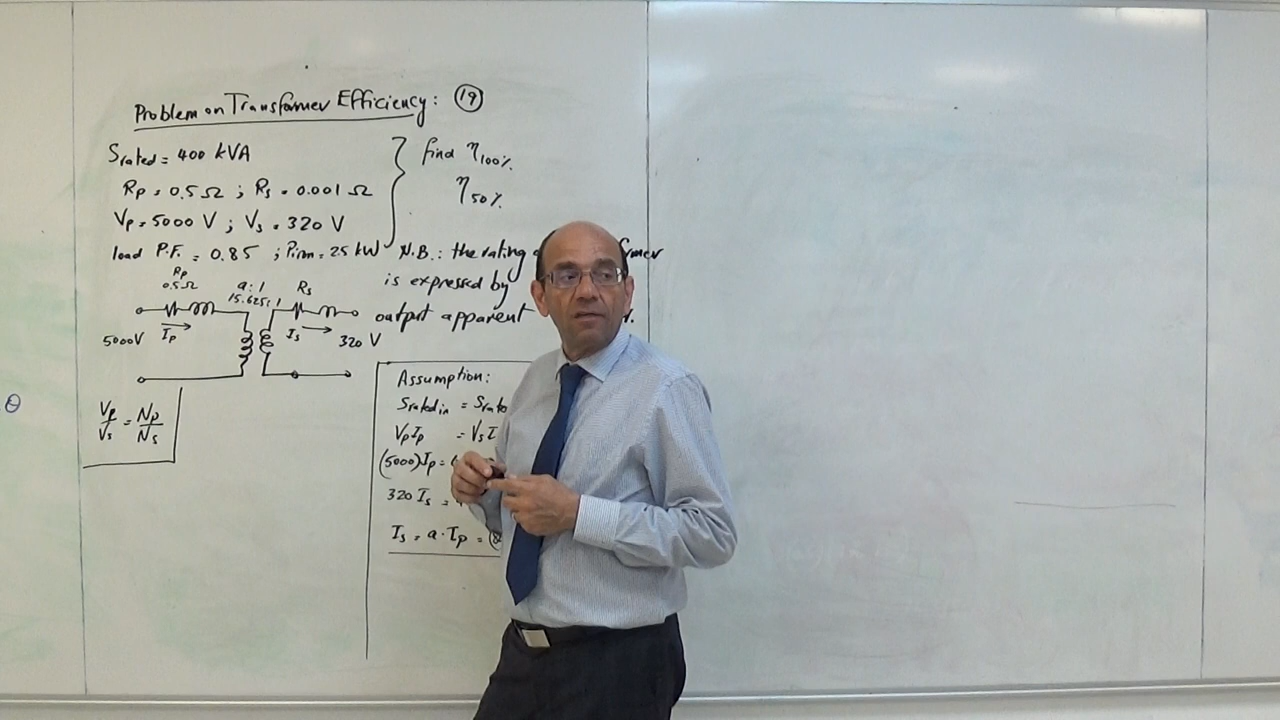 Problem on Transformer Efficiency: 19
Srated = 400 kVA
Rp = 0.5 Ω ; Rs = 0.001 Ω
Vp = 5000 V ; Vs = 320 V
load P.F. = 0.85 ; Piron = 25 kW
find η100%
η50%
N.B.: the rating
is expressed by
output apparent
Rp
0.5Ω
a:1
15.625:1
Rs
5000V
Ip
Is
320 V
Vp/Vs = Np/Ns
θ
Assumption:
Srated in =
VpIp = Vs I
(5000)Ip =
320 Is =
Is = a·Ip =